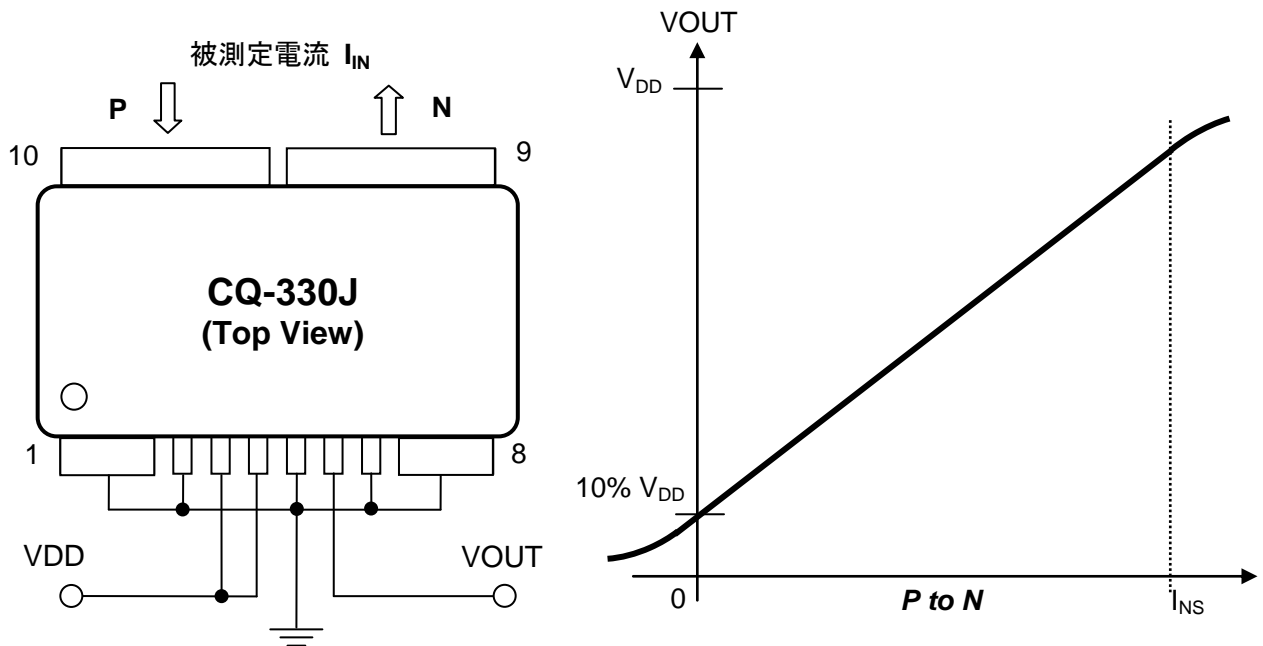 被測定電流 I_IN
P
N
10
9
CQ-330J
(Top View)
1
8
VDD
VOUT
VOUT
V_DD
10% V_DD
0
P to N
I_NS